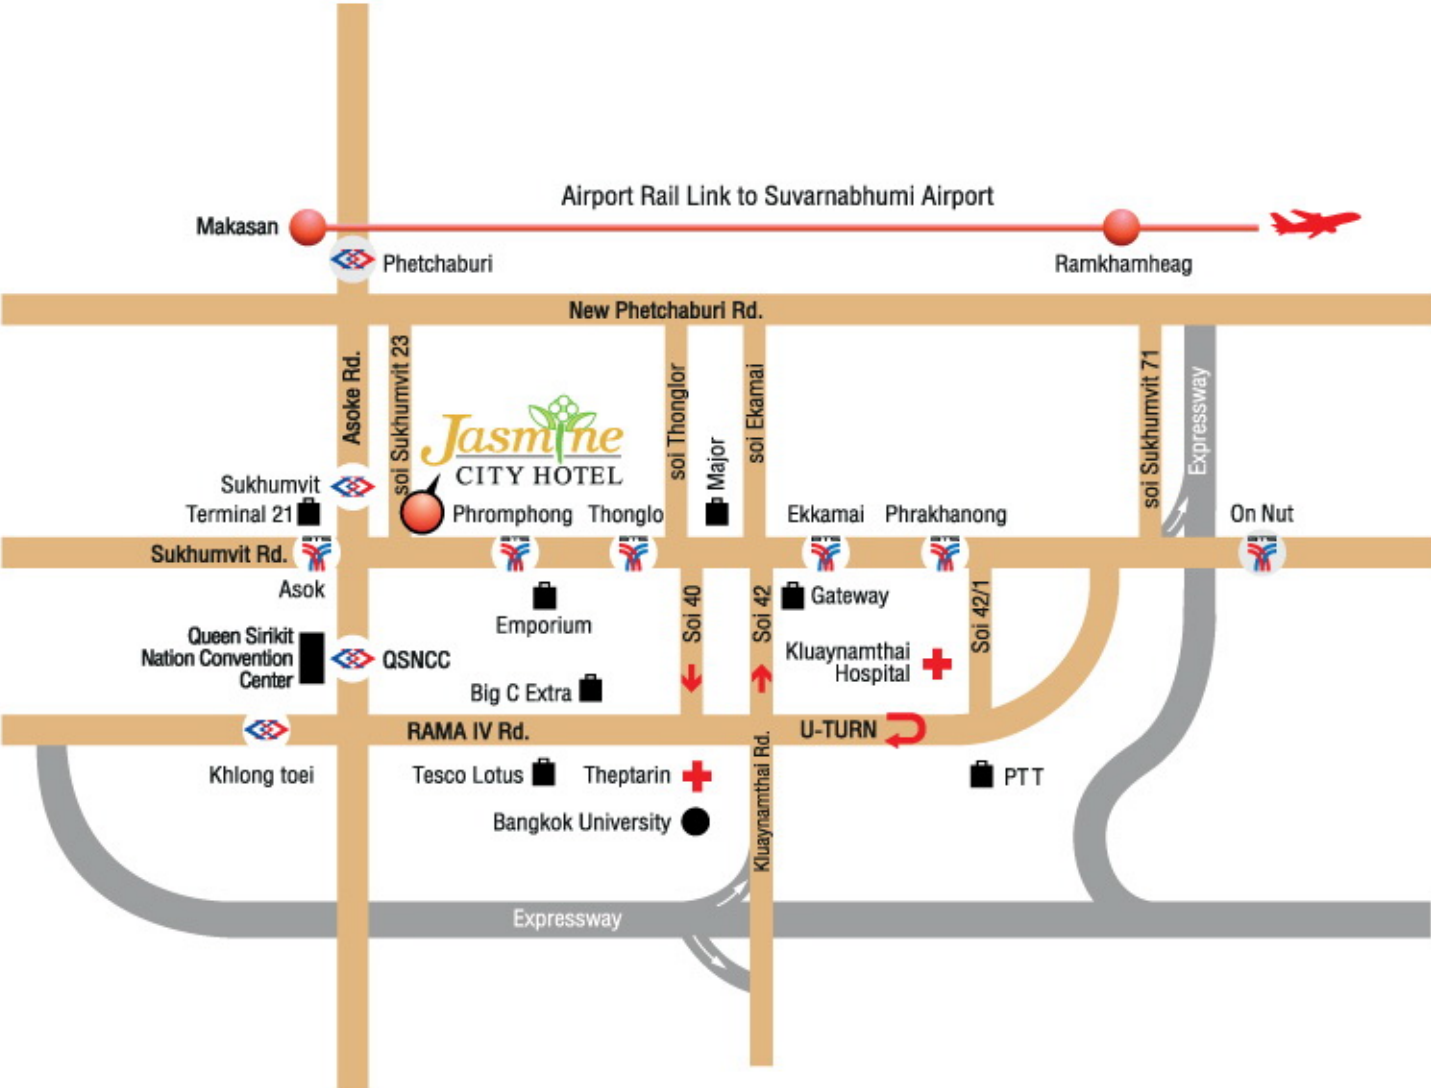 Airport Rail Link to Suvarnabhumi Airport
Makasan
Phetchaburi
Ramkhamheag
New Phetchaburi Rd.
Asoke Rd.
soi Sukhumvit 23
Jasmine
CITY HOTEL
soi Thonglor
Major
soi Ekamai
soi Sukhumvit 71
Expressway
Sukhumvit
Terminal 21
Phromphong
Thonglo
Ekkamai
Phrakhanong
On Nut
Sukhumvit Rd.
Asok
Emporium
Soi 40
Soi 42
Gateway
Soi 42/1
Queen Sirikit
Nation Convention
Center
QSNCC
Kluaynamthai
Hospital
Big C Extra
RAMA IV Rd.
U-TURN
Khlong toei
Tesco Lotus
Theptarin
Kluaynamthai Rd.
PTT
Bangkok University
Expressway